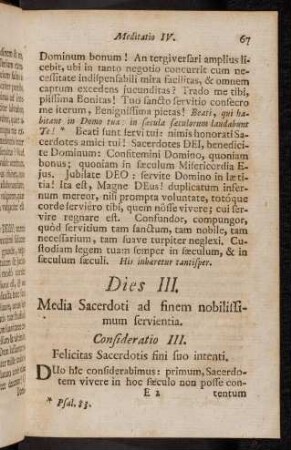 Meditatio IV. 67
Dominum bonum! An tergiversari amplius li-
cebit, ubi in tanto negotio concurrit cum ne-
cessitate indispensabili mira facilitas, & omnem
captum excedens jucunditas? Trado me tibi,
piissima Bonitas! Tuo sancto servitio consecro
me iterum, Benignissima pietas! Beati, qui ha-
bitant in Domo tua: in sæcula sæculorum laudabunt
Te! * Beati sunt servi tui: nimis honorati Sa-
cerdotes amici tui! Sacerdotes DEI, benedici-
te Dominum: Confitemini Domino, quoniam
bonus; quoniam in sæculum Misericordia E-
jus. Jubilate DEO: servite Domino in læti-
tia! Ita est, Magne DEus! duplicatum infer-
num mereor, nisi prompta voluntate, totóque
corde serviero tibi, quem nôsse vivere; cui ser-
vire regnare est. Confundor, compungor,
quòd servitium tam sanctum, tam nobile, tam
necessarium, tam suave turpiter neglexi. Cu-
stodiam legem tuam semper in sæculum, & in
sæculum sæculi. His inhæretur tantisper.
Dies III.
Media Sacerdoti ad finem nobilissi-
mum servientia.
Consideratio III.
Felicitas Sacerdotis fini suo intenti.
DUo hîc considerabimus: primum, Sacerdo-
tem vivere in hoc sæculo non posse con-
E 2 tentum
* Psal. 83.